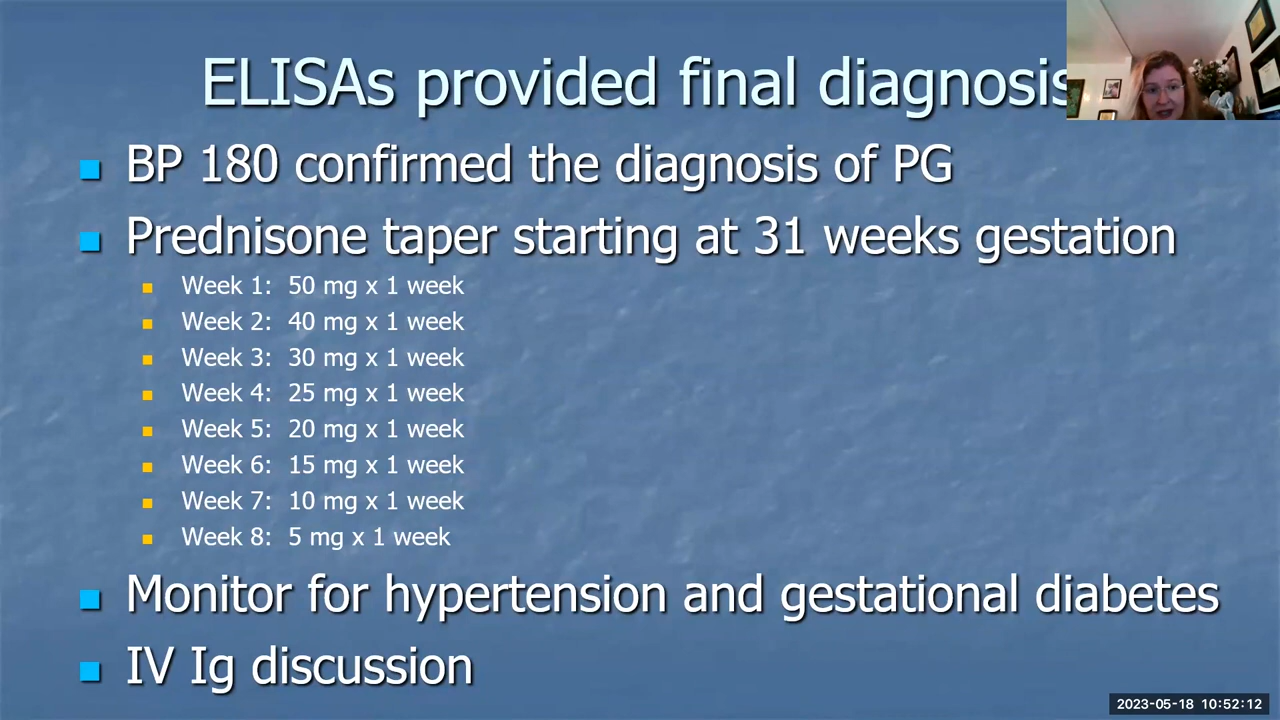 ELISAs provided final diagnosis
BP 180 confirmed the diagnosis of PG
Prednisone taper starting at 31 weeks gestation
Week 1: 50 mg x 1 week
Week 2: 40 mg x 1 week
Week 3: 30 mg x 1 week
Week 4: 25 mg x 1 week
Week 5: 20 mg x 1 week
Week 6: 15 mg x 1 week
Week 7: 10 mg x 1 week
Week 8: 5 mg x 1 week
Monitor for hypertension and gestational diabetes
IV Ig discussion
2023-05-18 10:52:12